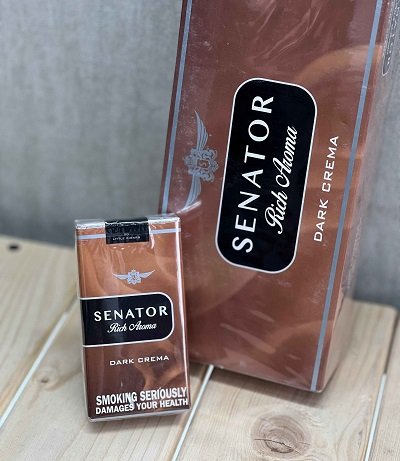 SENATOR
Rich Aroma
DARK CREMA
SENATOR
Rich Aroma
DARK CREMA
SMOKING SERIOUSLY
DAMAGES YOUR HEALTH